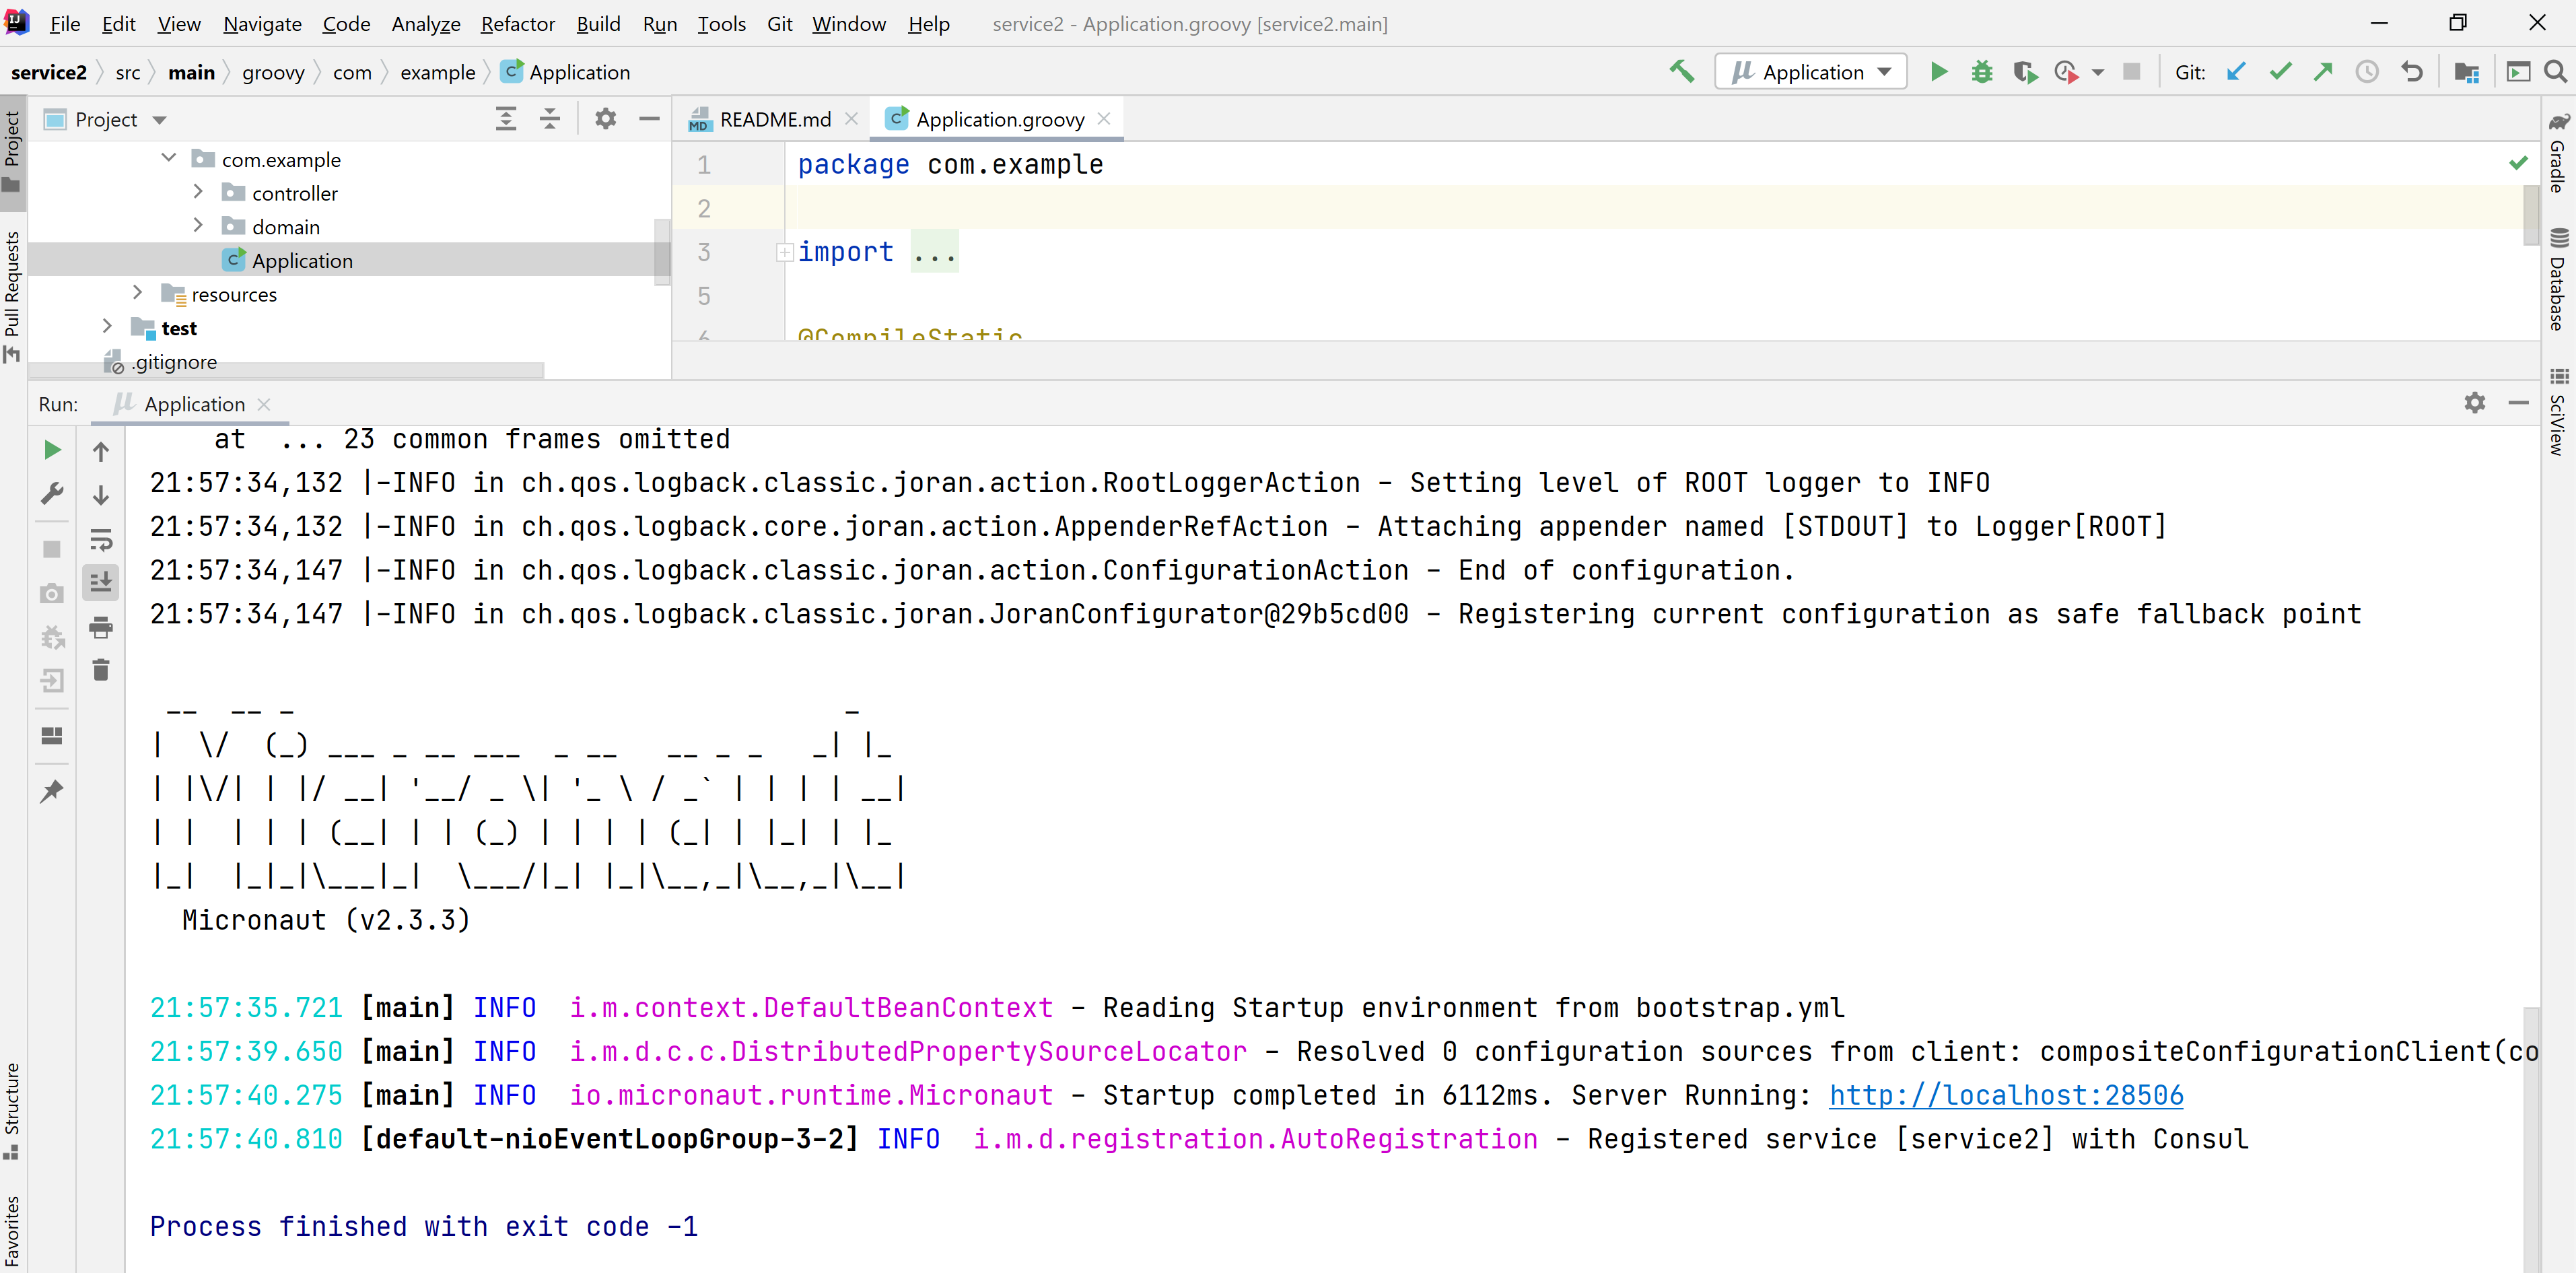 File Edit View Navigate Code Analyze Refactor Build Run Tools Git Window Help service2 - Application.groovy [service2.main]
service2 src main groovy com example Application
Application
Git:
Project
README.md
Application.groovy
com.example
controller
domain
Application
resources
test
.gitignore
1 package com.example
2
3 import ...
5
6 @CompileStatic
Project
Pull Requests
Structure
Favorites
Gradle
Database
SciView
Run: Application
at ... 23 common frames omitted
21:57:34,132 |-INFO in ch.qos.logback.classic.joran.action.RootLoggerAction - Setting level of ROOT logger to INFO
21:57:34,132 |-INFO in ch.qos.logback.core.joran.action.AppenderRefAction - Attaching appender named [STDOUT] to Logger[ROOT]
21:57:34,147 |-INFO in ch.qos.logback.classic.joran.action.ConfigurationAction - End of configuration.
21:57:34,147 |-INFO in ch.qos.logback.classic.joran.JoranConfigurator@29b5cd00 - Registering current configuration as safe fallback point
 __  __ _                                  _
|  \/  (_) ___ _ __ ___  _ __   __ _ _   _| |_
| |\/| | |/ __| '__/ _ \| '_ \ / _` | | | | __|
| |  | | | (__| | | (_) | | | | (_| | |_| | |_
|_|  |_|_|\___|_|  \___/|_| |_|\__,_|\__,_|\__|
Micronaut (v2.3.3)
21:57:35.721 [main] INFO  i.m.context.DefaultBeanContext - Reading Startup environment from bootstrap.yml
21:57:39.650 [main] INFO  i.m.d.c.c.DistributedPropertySourceLocator - Resolved 0 configuration sources from client: compositeConfigurationClient(co
21:57:40.275 [main] INFO  io.micronaut.runtime.Micronaut - Startup completed in 6112ms. Server Running: http://localhost:28506
21:57:40.810 [default-nioEventLoopGroup-3-2] INFO  i.m.d.registration.AutoRegistration - Registered service [service2] with Consul
Process finished with exit code -1